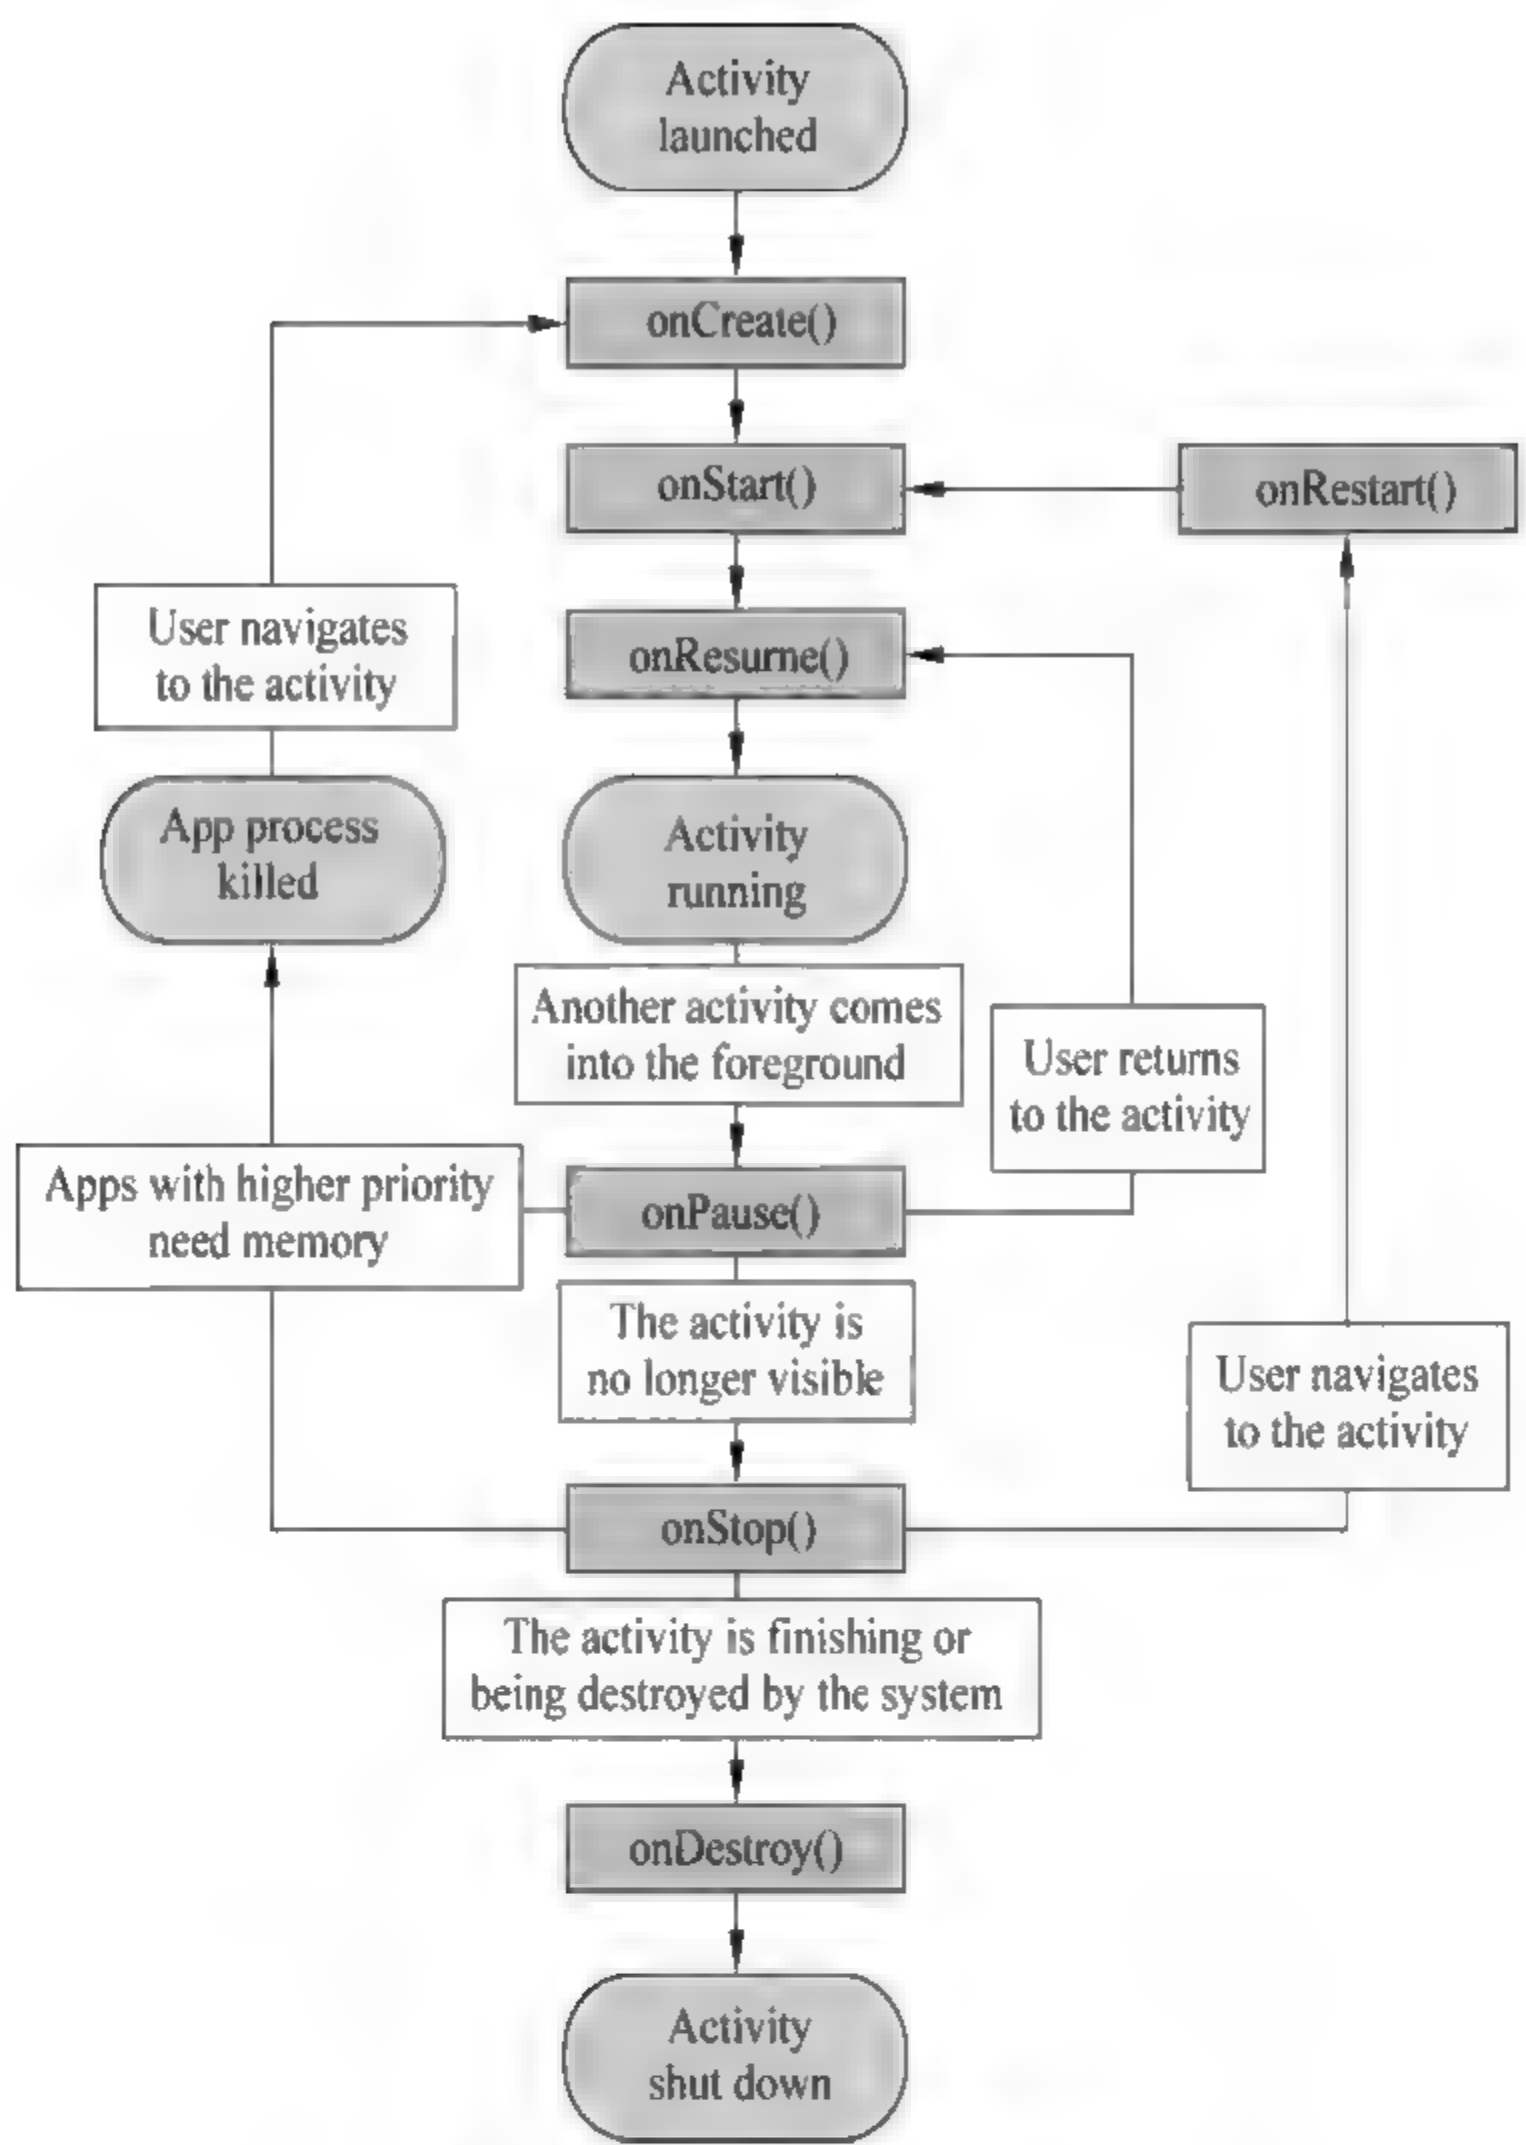 Activity
launched
onCreate()
onStart()
onRestart()
User navigates
to the activity
onResume()
App process
killed
Activity
running
Another activity comes
into the foreground
User returns
to the activity
Apps with higher priority
need memory
onPause()
The activity is
no longer visible
User navigates
to the activity
onStop()
The activity is finishing or
being destroyed by the system
onDestroy()
Activity
shut down